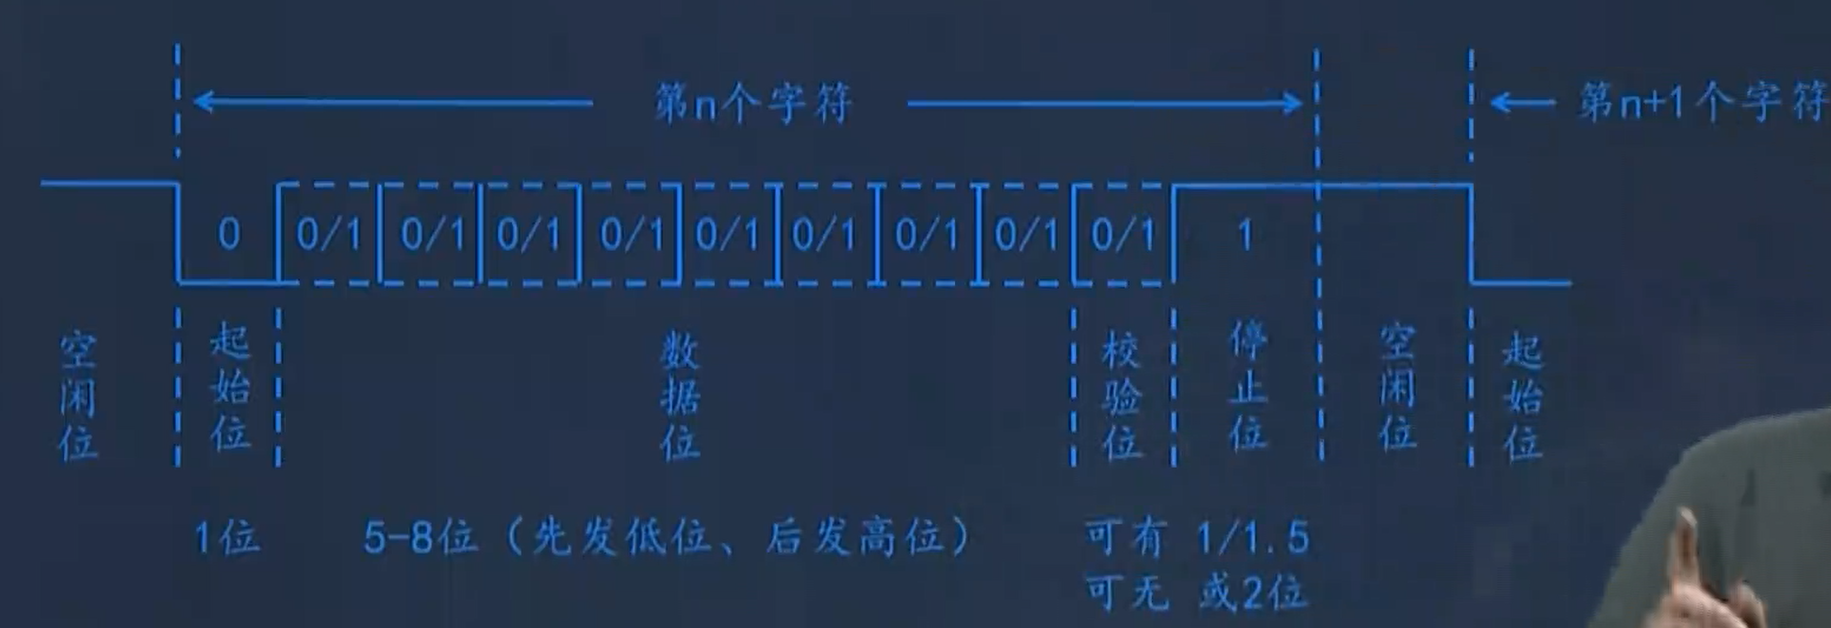 第n个字符
第n+1个字符
0 0/1 0/1 0/1 0/1 0/1 0/1 0/1 0/1 0/1 1
空闲位
起始位
数据位
校验位
停止位
空闲位
起始位
1位
5-8位（先发低位、后发高位）
可有
可无
1/1.5
或2位